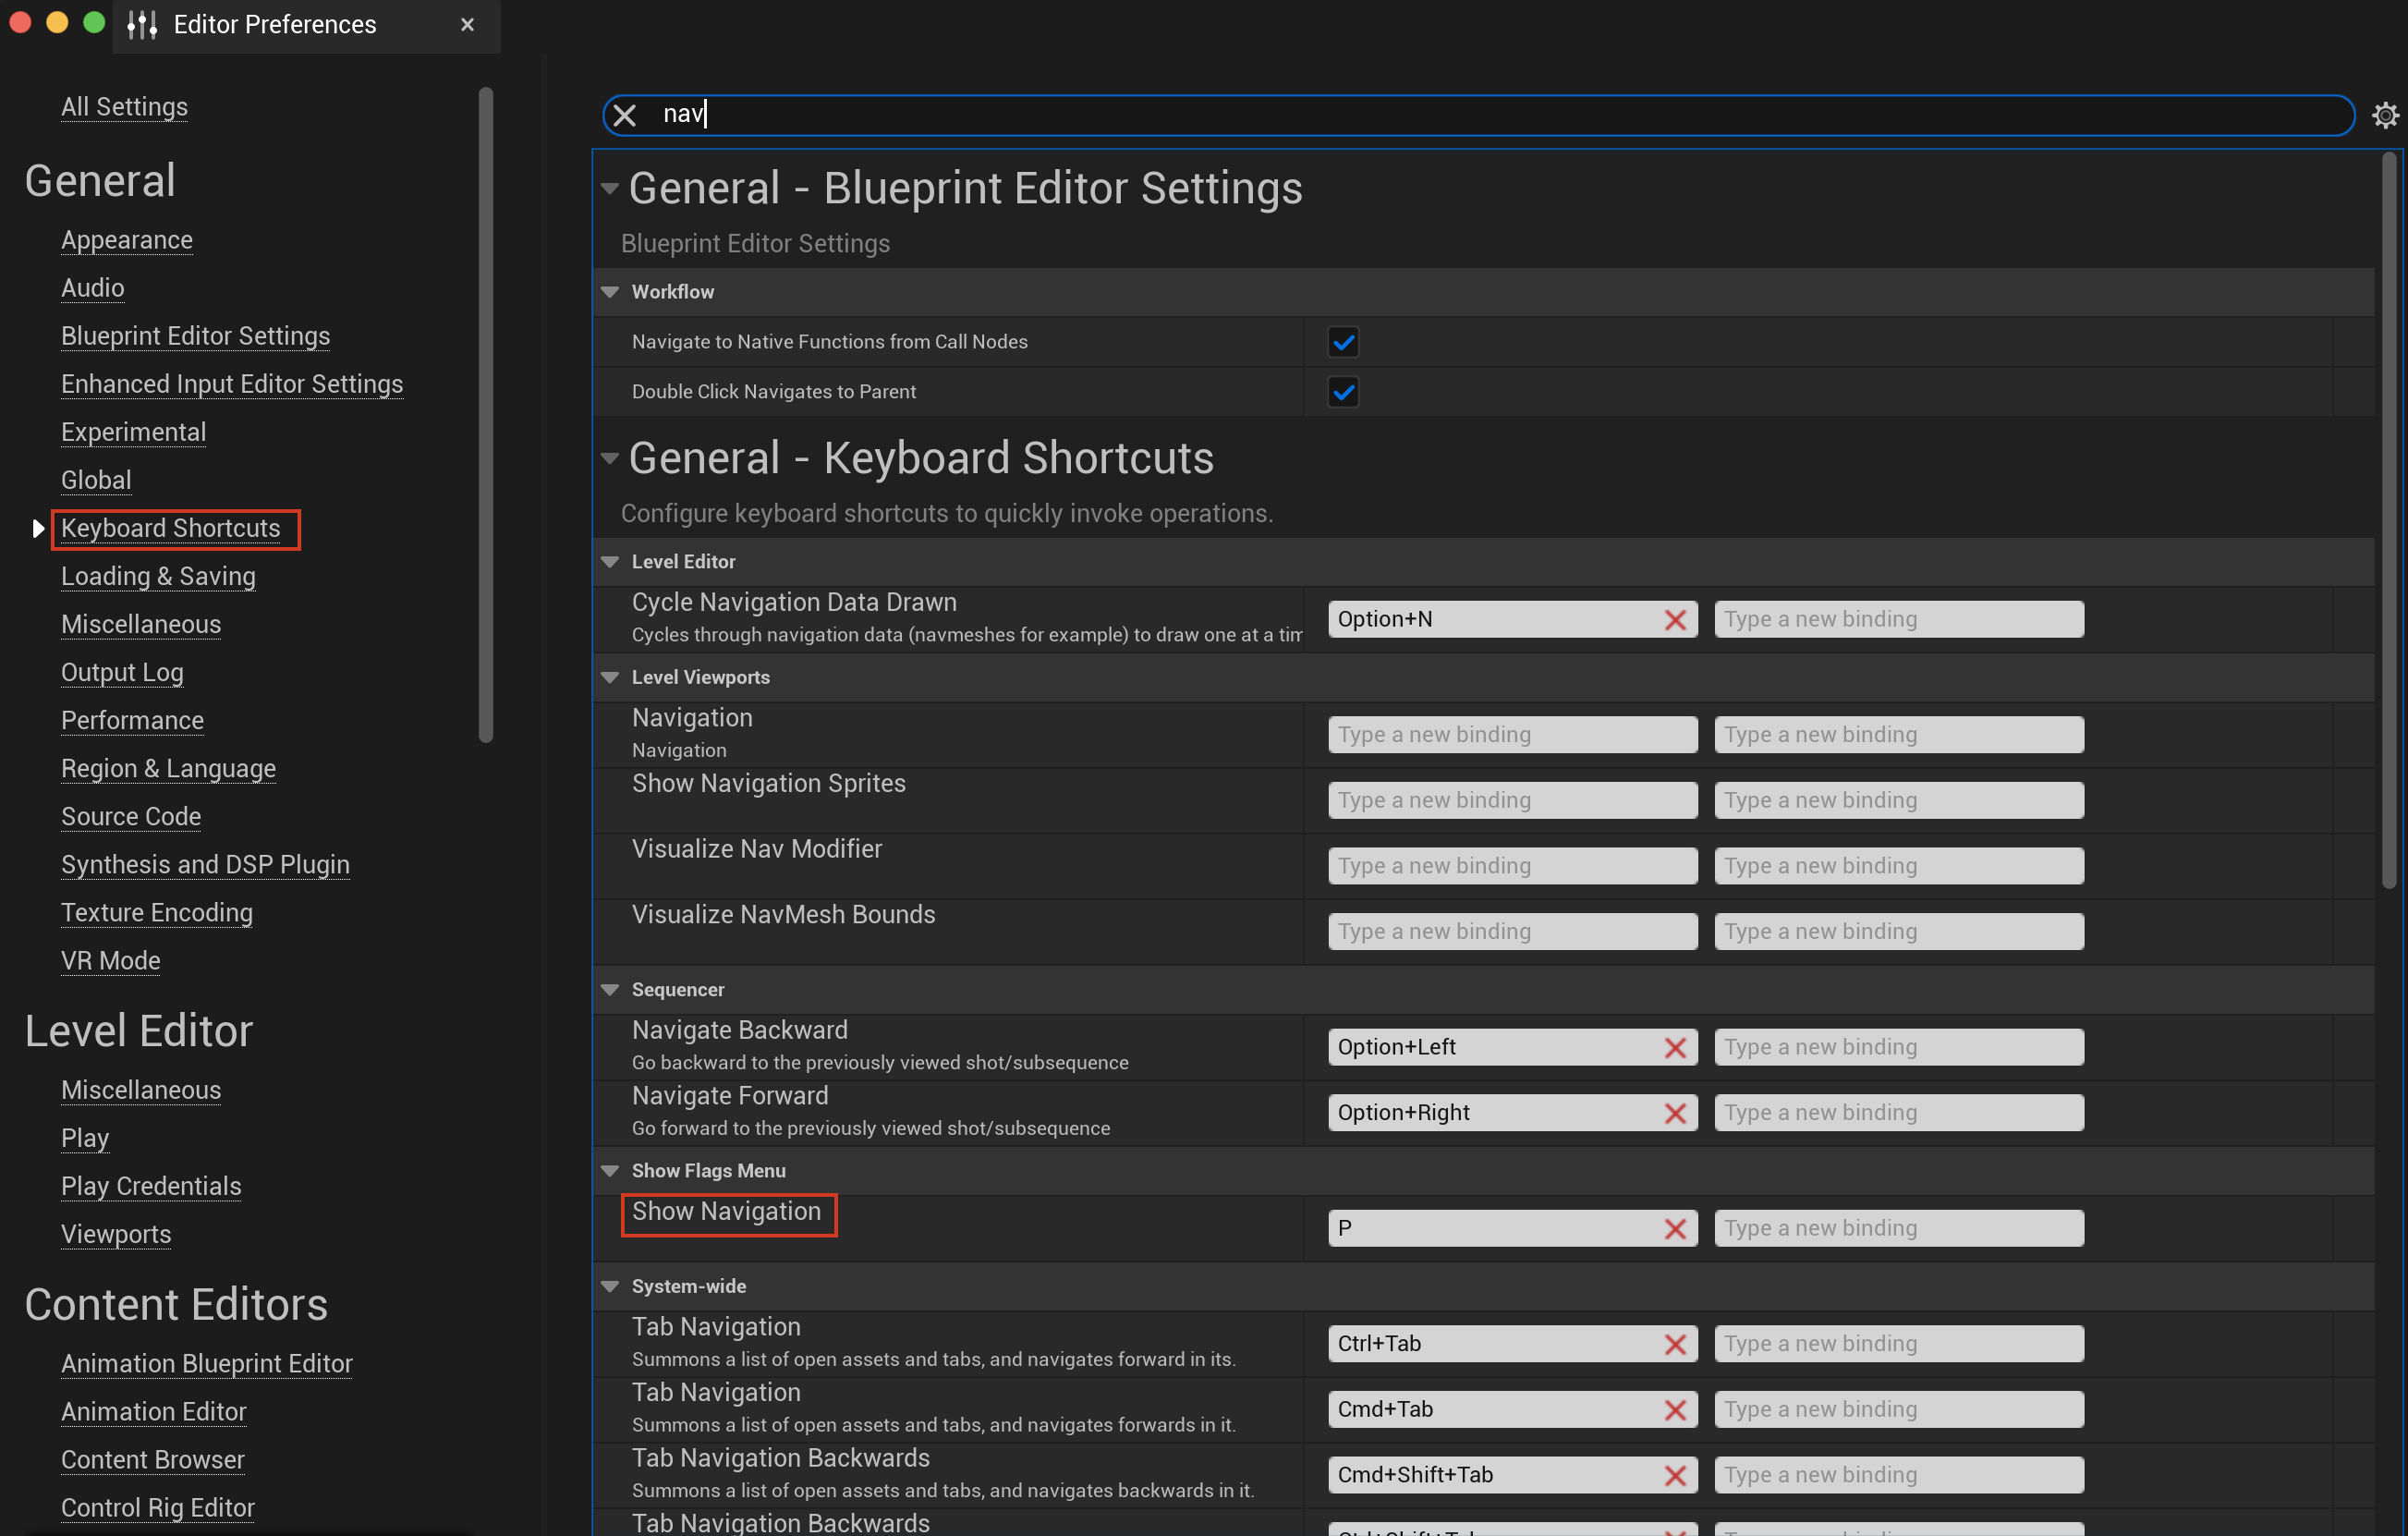 Editor Preferences
All Settings
General
Appearance
Audio
Blueprint Editor Settings
Enhanced Input Editor Settings
Experimental
Global
Keyboard Shortcuts
Loading & Saving
Miscellaneous
Output Log
Performance
Region & Language
Source Code
Synthesis and DSP Plugin
Texture Encoding
VR Mode
Level Editor
Miscellaneous
Play
Play Credentials
Viewports
Content Editors
Animation Blueprint Editor
Animation Editor
Content Browser
Control Rig Editor
nav
General - Blueprint Editor Settings
Blueprint Editor Settings
Workflow
Navigate to Native Functions from Call Nodes
Double Click Navigates to Parent
General - Keyboard Shortcuts
Configure keyboard shortcuts to quickly invoke operations.
Level Editor
Cycle Navigation Data Drawn
Cycles through navigation data (navmeshes for example) to draw one at a tim
Option+N Type a new binding
Level Viewports
Navigation
Navigation
Type a new binding Type a new binding
Show Navigation Sprites
Type a new binding Type a new binding
Visualize Nav Modifier
Type a new binding Type a new binding
Visualize NavMesh Bounds
Type a new binding Type a new binding
Sequencer
Navigate Backward
Go backward to the previously viewed shot/subsequence
Option+Left Type a new binding
Navigate Forward
Go forward to the previously viewed shot/subsequence
Option+Right Type a new binding
Show Flags Menu
Show Navigation
P Type a new binding
System-wide
Tab Navigation
Summons a list of open assets and tabs, and navigates forward in its.
Ctrl+Tab Type a new binding
Tab Navigation
Summons a list of open assets and tabs, and navigates forwards in it.
Cmd+Tab Type a new binding
Tab Navigation Backwards
Summons a list of open assets and tabs, and navigates backwards in it.
Cmd+Shift+Tab Type a new binding
Tab Navigation Backwards